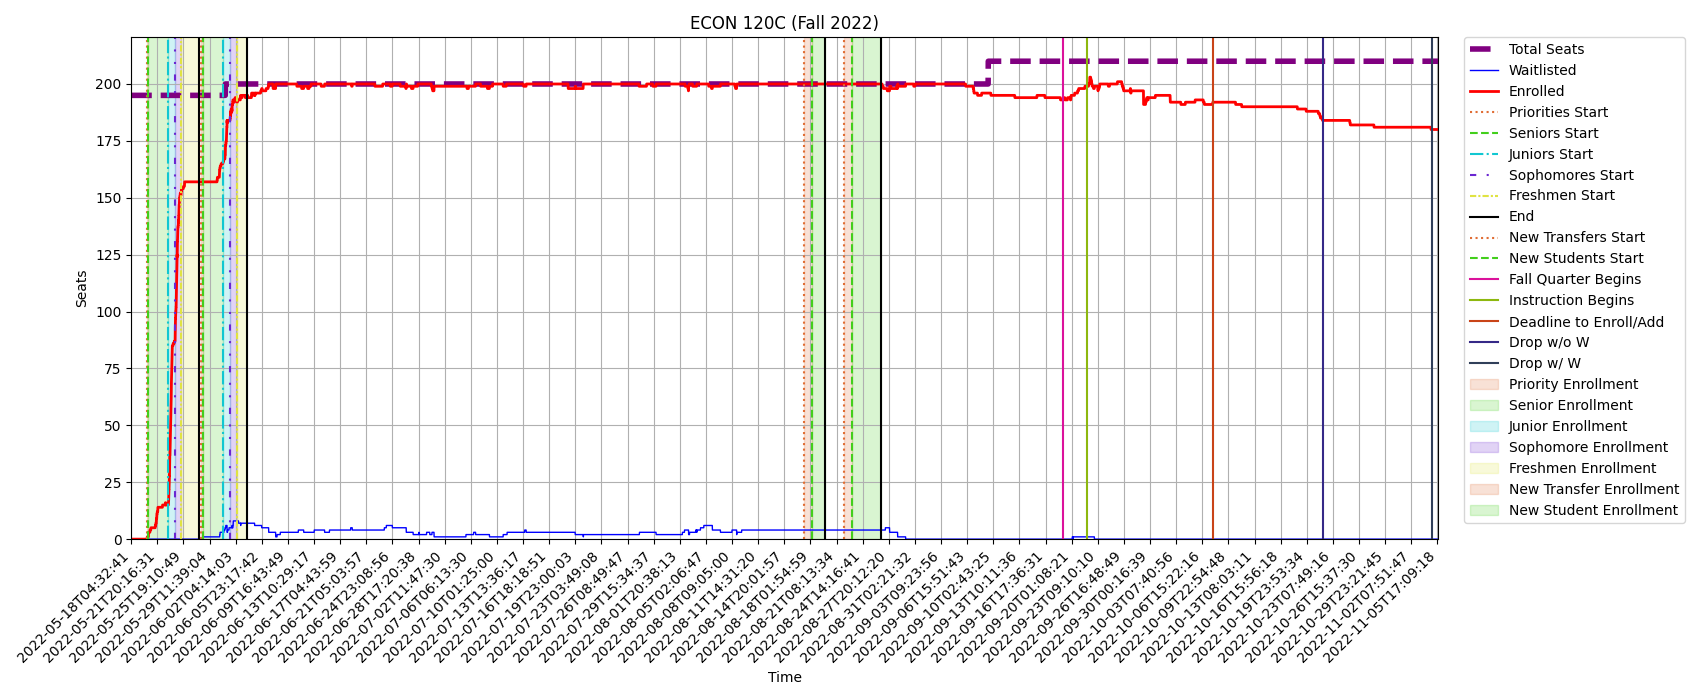 ECON 120C (Fall 2022)
Seats
200
175
150
125
100
75
50
25
0
2022-05-18T04:32:41
2022-05-21T20:16:31
2022-05-25T19:10:49
2022-05-29T11:39:04
2022-06-02T04:14:03
2022-06-05T23:17:42
2022-06-09T16:43:49
2022-06-13T10:29:17
2022-06-17T04:43:59
2022-06-21T05:03:57
2022-06-24T23:08:56
2022-06-28T17:20:38
2022-07-02T11:47:30
2022-07-06T06:13:30
2022-07-10T01:25:00
2022-07-13T13:36:17
2022-07-16T18:18:51
2022-07-19T23:00:03
2022-07-23T03:49:08
2022-07-26T08:49:47
2022-07-29T15:34:37
2022-08-01T20:38:13
2022-08-05T02:06:47
2022-08-08T09:05:00
2022-08-11T14:31:20
2022-08-14T20:01:57
2022-08-18T01:54:59
2022-08-21T08:13:34
2022-08-24T14:16:41
2022-08-27T20:12:20
2022-08-31T02:21:32
2022-09-03T09:23:56
2022-09-06T15:51:43
2022-09-10T02:43:25
2022-09-13T10:11:36
2022-09-16T17:36:31
2022-09-20T01:08:21
2022-09-23T09:10:10
2022-09-26T16:48:49
2022-09-30T00:16:39
2022-10-03T07:40:56
2022-10-06T15:22:16
2022-10-09T22:54:48
2022-10-13T08:03:11
2022-10-16T15:56:18
2022-10-19T23:53:34
2022-10-23T07:49:16
2022-10-26T15:37:30
2022-10-29T23:21:45
2022-11-02T07:51:47
2022-11-05T17:09:18
Time
Total Seats
Waitlisted
Enrolled
Priorities Start
Seniors Start
Juniors Start
Sophomores Start
Freshmen Start
End
New Transfers Start
New Students Start
Fall Quarter Begins
Instruction Begins
Deadline to Enroll/Add
Drop w/o W
Drop w/ W
Priority Enrollment
Senior Enrollment
Junior Enrollment
Sophomore Enrollment
Freshmen Enrollment
New Transfer Enrollment
New Student Enrollment